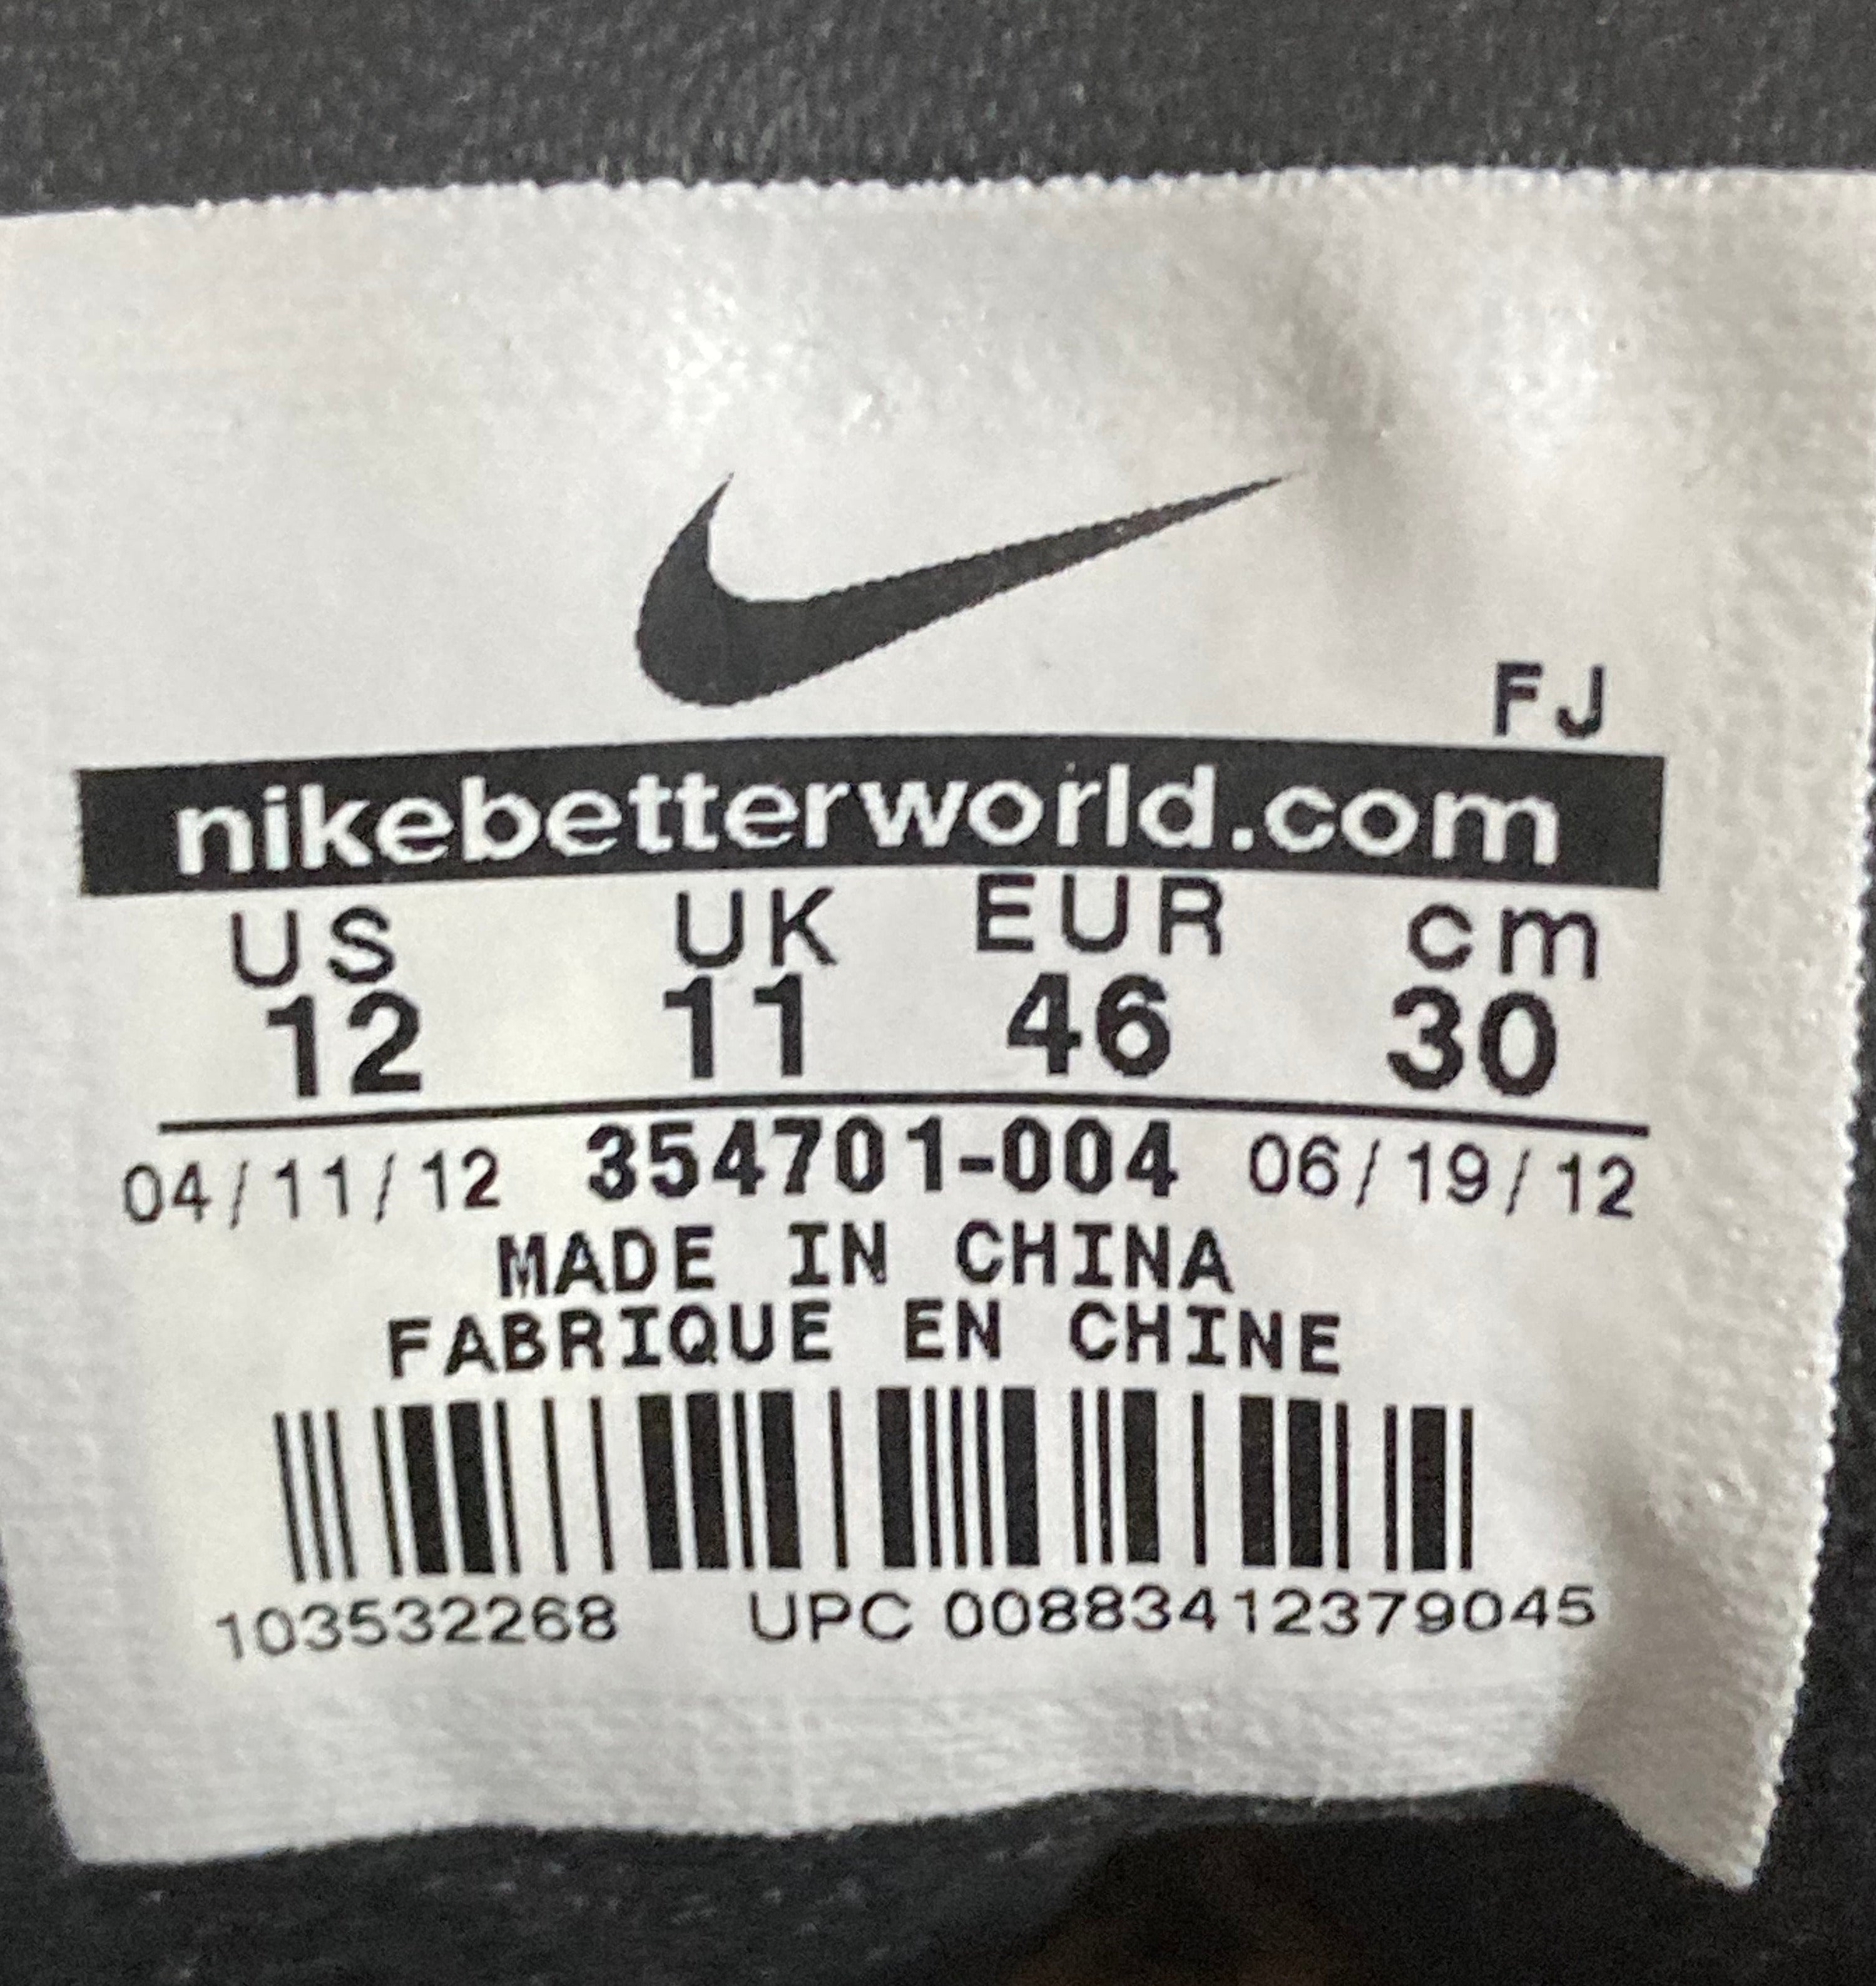 FJ
nikebetterworld.com
US UK EUR cm
12 11 46 30
04/11/12 354701-004 06/19/12
MADE IN CHINA
FABRIQUE EN CHINE
103532268 UPC 00883412379045